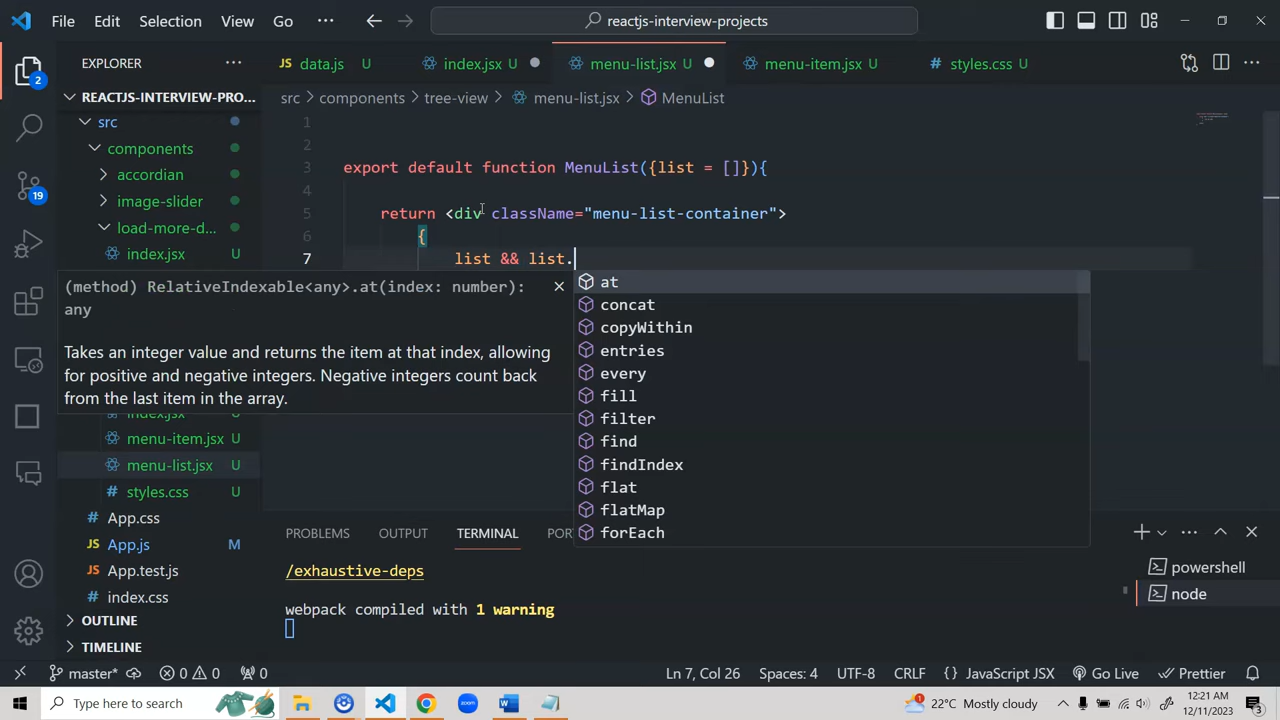 File Edit Selection View Go ··· reactjs-interview-projects
EXPLORER ···
REACTJS-INTERVIEW-PRO...
src
components
accordian
image-slider
load-more-d...
index.jsx
index.jsx
menu-item.jsx U
menu-list.jsx U
styles.css U
App.css
App.js M
App.test.js
index.css
OUTLINE
TIMELINE
2
19
JS data.js U
index.jsx U
menu-list.jsx U
menu-item.jsx U
# styles.css U
src > components > tree-view > menu-list.jsx > MenuList
1
2
3 export default function MenuList({list = []}){
4
5 return <div className="menu-list-container">
6 {
7 list && list.
(method) RelativeIndexable<any>.at(index: number):
any
Takes an integer value and returns the item at that index, allowing
for positive and negative integers. Negative integers count back
from the last item in the array.
at
concat
copyWithin
entries
every
fill
filter
find
findIndex
flat
flatMap
forEach
PROBLEMS OUTPUT TERMINAL PO
/exhaustive-deps
webpack compiled with 1 warning
powershell
node
master* 0 0 0 Ln 7, Col 26 Spaces: 4 UTF-8 CRLF {} JavaScript JSX Go Live Prettier
Type here to search
22°C Mostly cloudy
12:21 AM
12/11/2023
3